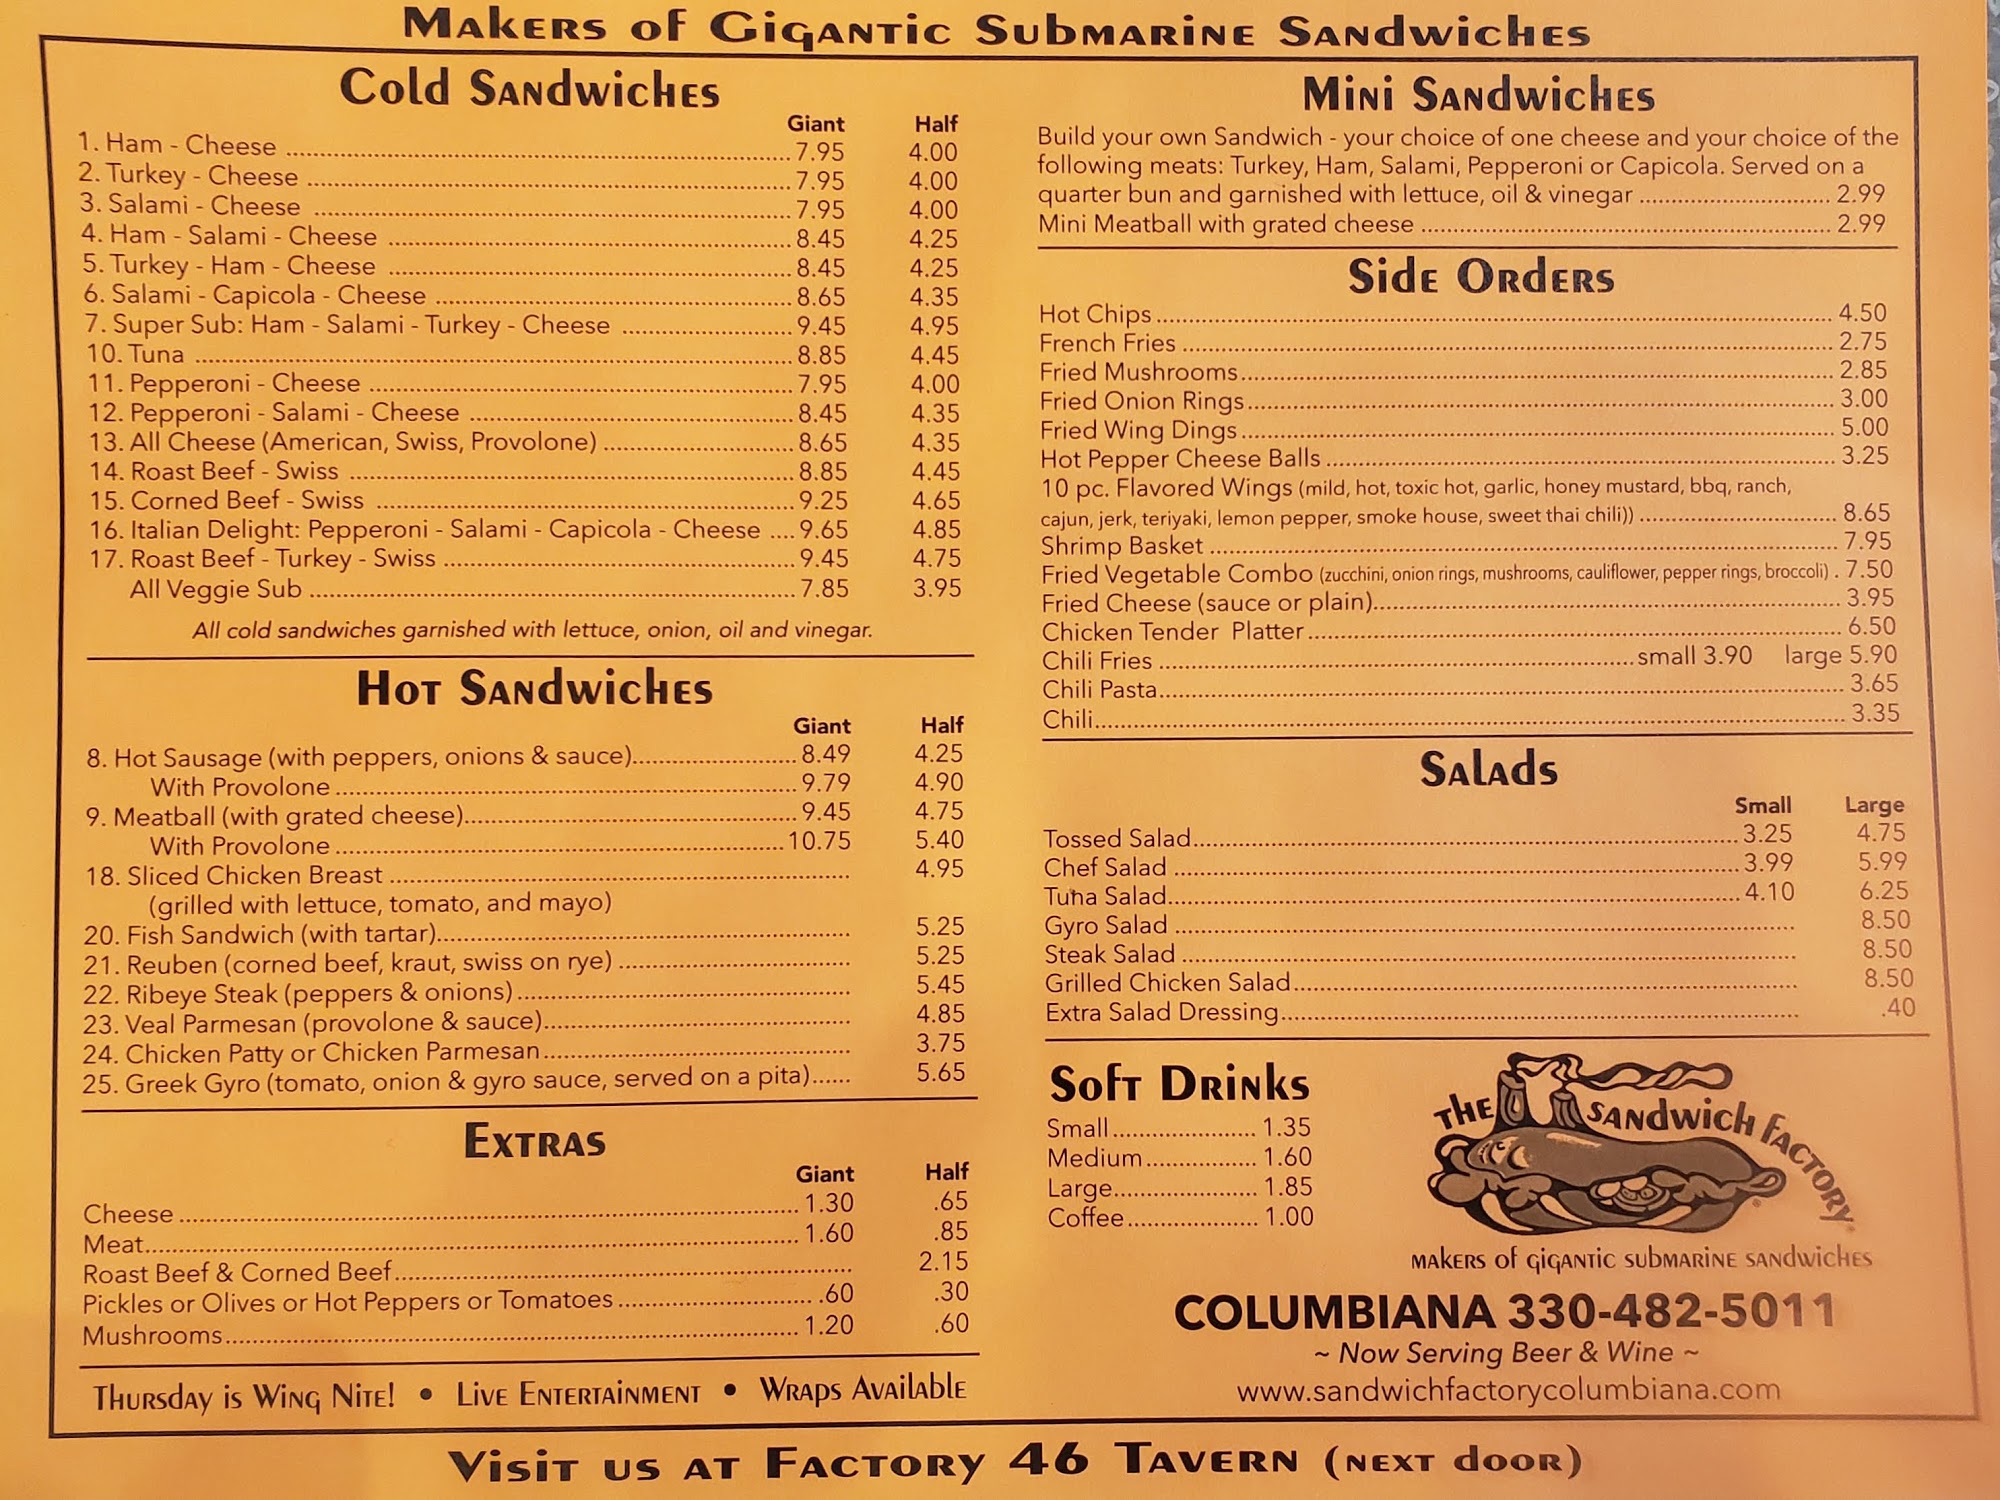 Makers of Gigantic Submarine Sandwiches
Cold Sandwiches
Giant Half
1. Ham - Cheese 7.95 4.00
2. Turkey - Cheese 7.95 4.00
3. Salami - Cheese 7.95 4.00
4. Ham - Salami - Cheese 8.45 4.25
5. Turkey - Ham - Cheese 8.45 4.25
6. Salami - Capicola - Cheese 8.65 4.35
7. Super Sub: Ham - Salami - Turkey - Cheese 9.45 4.95
10. Tuna 8.85 4.45
11. Pepperoni - Cheese 7.95 4.00
12. Pepperoni - Salami - Cheese 8.45 4.35
13. All Cheese (American, Swiss, Provolone) 8.65 4.35
14. Roast Beef - Swiss 8.85 4.45
15. Corned Beef - Swiss 9.25 4.65
16. Italian Delight: Pepperoni - Salami - Capicola - Cheese 9.65 4.85
17. Roast Beef - Turkey - Swiss 9.45 4.75
All Veggie Sub 7.85 3.95
All cold sandwiches garnished with lettuce, onion, oil and vinegar.
Hot Sandwiches
Giant Half
8. Hot Sausage (with peppers, onions & sauce) 8.49 4.25
With Provolone 9.79 4.90
9. Meatball (with grated cheese) 9.45 4.75
With Provolone 10.75 5.40
18. Sliced Chicken Breast 4.95
(grilled with lettuce, tomato, and mayo)
20. Fish Sandwich (with tartar) 5.25
21. Reuben (corned beef, kraut, swiss on rye) 5.25
22. Ribeye Steak (peppers & onions) 5.45
23. Veal Parmesan (provolone & sauce) 4.85
24. Chicken Patty or Chicken Parmesan 3.75
25. Greek Gyro (tomato, onion & gyro sauce, served on a pita) 5.65
Extras
Giant Half
Cheese 1.30 .65
Meat 1.60 .85
Roast Beef & Corned Beef 2.15
Pickles or Olives or Hot Peppers or Tomatoes .60 .30
Mushrooms 1.20 .60
Thursday is Wing Nite! • Live Entertainment • Wraps Available
Mini Sandwiches
Build your own Sandwich - your choice of one cheese and your choice of the
following meats: Turkey, Ham, Salami, Pepperoni or Capicola. Served on a
quarter bun and garnished with lettuce, oil & vinegar 2.99
Mini Meatball with grated cheese 2.99
Side Orders
Hot Chips 4.50
French Fries 2.75
Fried Mushrooms 2.85
Fried Onion Rings 3.00
Fried Wing Dings 5.00
Hot Pepper Cheese Balls 3.25
10 pc. Flavored Wings (mild, hot, toxic hot, garlic, honey mustard, bbq, ranch,
cajun, jerk, teriyaki, lemon pepper, smoke house, sweet thai chili)) 8.65
Shrimp Basket 7.95
Fried Vegetable Combo (zucchini, onion rings, mushrooms, cauliflower, pepper rings, broccoli) . 7.50
Fried Cheese (sauce or plain) 3.95
Chicken Tender Platter 6.50
Chili Fries small 3.90 large 5.90
Chili Pasta 3.65
Chili 3.35
Salads
Small Large
Tossed Salad 3.25 4.75
Chef Salad 3.99 5.99
Tuna Salad 4.10 6.25
Gyro Salad 8.50
Steak Salad 8.50
Grilled Chicken Salad 8.50
Extra Salad Dressing .40
Soft Drinks
Small 1.35
Medium 1.60
Large 1.85
Coffee 1.00
The Sandwich Factory®
Makers of Gigantic Submarine Sandwiches
COLUMBIANA 330-482-5011
~ Now Serving Beer & Wine ~
www.sandwichfactorycolumbiana.com
Visit us at Factory 46 Tavern (next door)